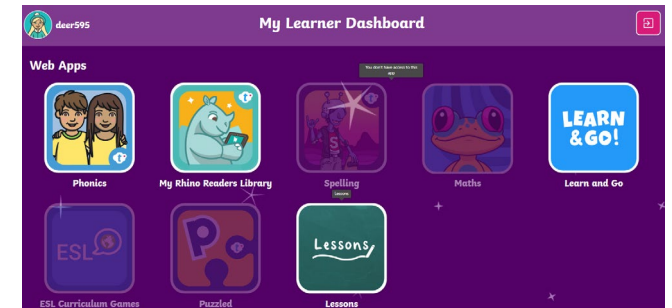 deer595
My Learner Dashboard
Web Apps
You don't have access to this
app
LEARN
& GO!
S
Phonics
My Rhino Readers Library
Spelling
Maths
Learn and Go
Lessons
ESL
P
Lessons
ESL Curriculum Games
Puzzled
Lessons